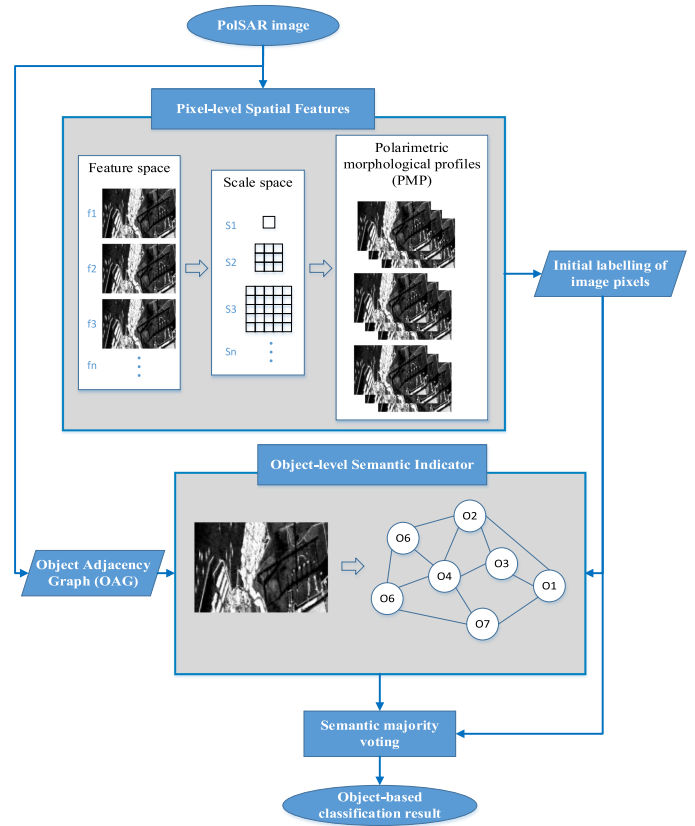 PolSAR image
Pixel-level Spatial Features
Feature space
f1
f2
f3
fn
Scale space
S1
S2
S3
Sn
Polarimetric
morphological profiles
(PMP)
Initial labelling of
image pixels
Object-level Semantic Indicator
Object Adjacency
Graph (OAG)
O2
O6
O3
O4
O1
O6
O7
Semantic majority
voting
Object-based
classification result